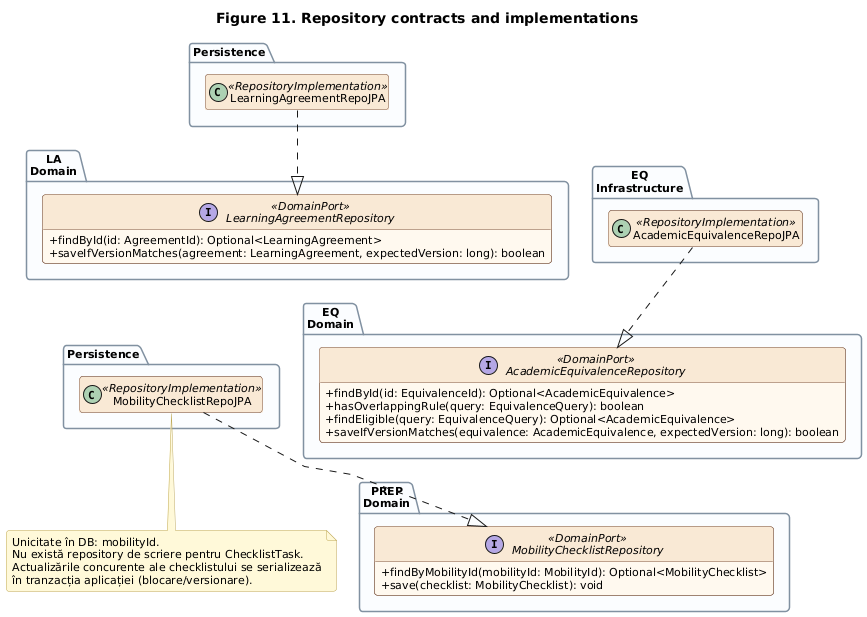 Figure 11. Repository contracts and implementations
Persistence
C
«RepositoryImplementation»
LearningAgreementRepoJPA
LA
Domain
I
«DomainPort»
LearningAgreementRepository
+findById(id: AgreementId): Optional<LearningAgreement>
+saveIfVersionMatches(agreement: LearningAgreement, expectedVersion: long): boolean
EQ
Infrastructure
C
«RepositoryImplementation»
AcademicEquivalenceRepoJPA
EQ
Domain
I
«DomainPort»
AcademicEquivalenceRepository
+findById(id: EquivalenceId): Optional<AcademicEquivalence>
+hasOverlappingRule(query: EquivalenceQuery): boolean
+findEligible(query: EquivalenceQuery): Optional<AcademicEquivalence>
+saveIfVersionMatches(equivalence: AcademicEquivalence, expectedVersion: long): boolean
Persistence
C
«RepositoryImplementation»
MobilityChecklistRepoJPA
PREP
Domain
I
«DomainPort»
MobilityChecklistRepository
+findByMobilityId(mobilityId: MobilityId): Optional<MobilityChecklist>
+save(checklist: MobilityChecklist): void
Unicitate în DB: mobilityId.
Nu există repository de scriere pentru ChecklistTask.
Actualizările concurente ale checklistului se serializează
în tranzacția aplicației (blocare/versionare).